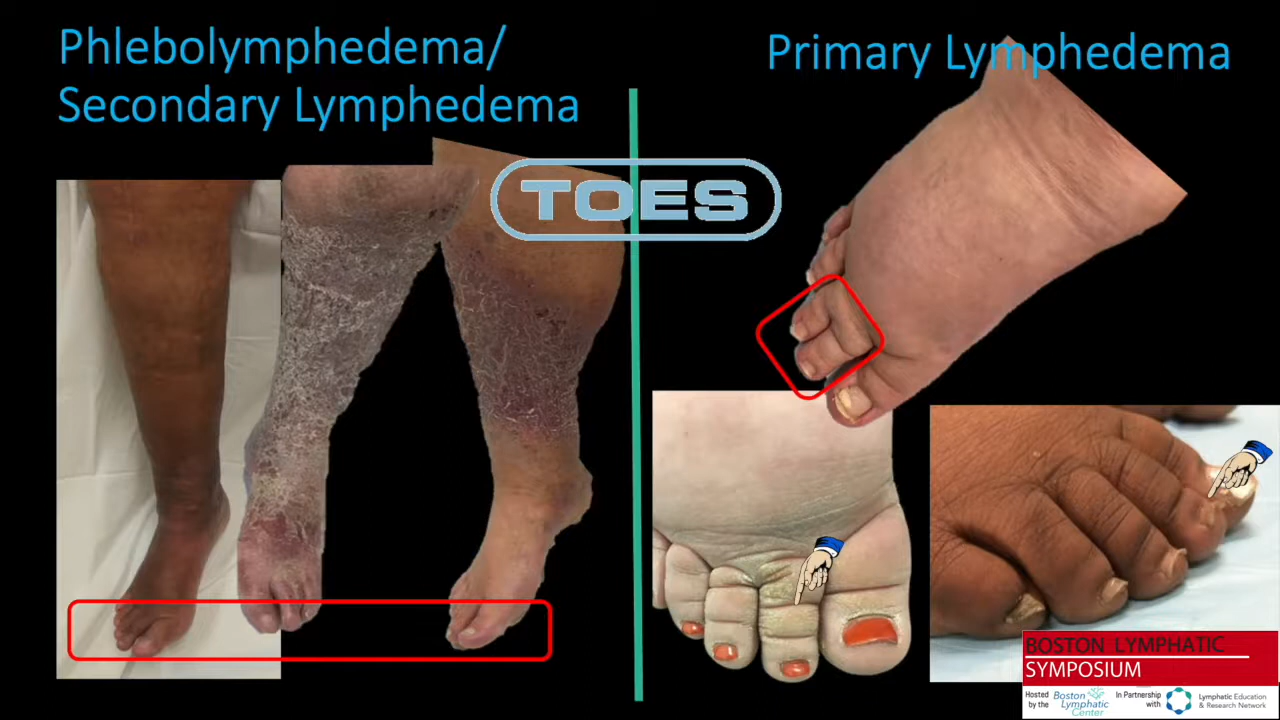 Phlebolymphedema/
Secondary Lymphedema
Primary Lymphedema
TOES
BOSTON LYMPHATIC
SYMPOSIUM
Hosted
by the
Boston
Lymphatic
Center
In Partnership
with
Lymphatic Education
& Research Network